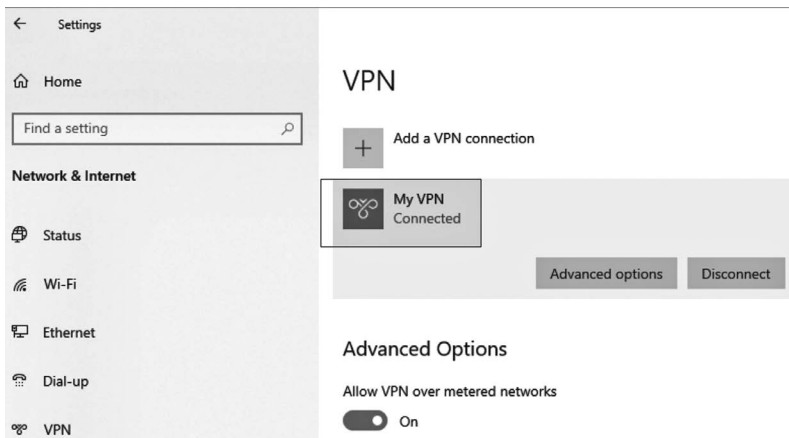 Settings
Home
Find a setting
Network & Internet
Status
Wi-Fi
Ethernet
Dial-up
VPN
VPN
Add a VPN connection
My VPN
Connected
Advanced options
Disconnect
Advanced Options
Allow VPN over metered networks
On